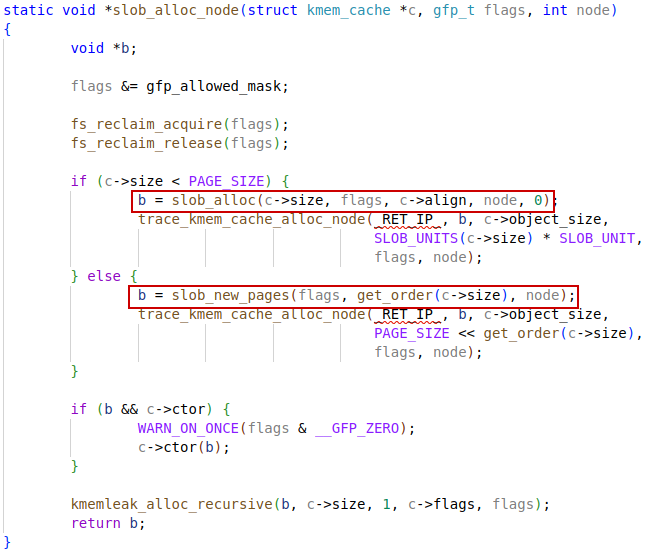 static void *slob_alloc_node(struct kmem_cache *c, gfp_t flags, int node)
{
void *b;
flags &= gfp_allowed_mask;
fs_reclaim_acquire(flags);
fs_reclaim_release(flags);
if (c->size < PAGE_SIZE) {
b = slob_alloc(c->size, flags, c->align, node, 0);
trace_kmem_cache_alloc_node(_RET_IP_, b, c->object_size,
SLOB_UNITS(c->size) * SLOB_UNIT,
flags, node);
} else {
b = slob_new_pages(flags, get_order(c->size), node);
trace_kmem_cache_alloc_node(_RET_IP_, b, c->object_size,
PAGE_SIZE << get_order(c->size),
flags, node);
}
if (b && c->ctor) {
WARN_ON_ONCE(flags & __GFP_ZERO);
c->ctor(b);
}
kmemleak_alloc_recursive(b, c->size, 1, c->flags, flags);
return b;
}